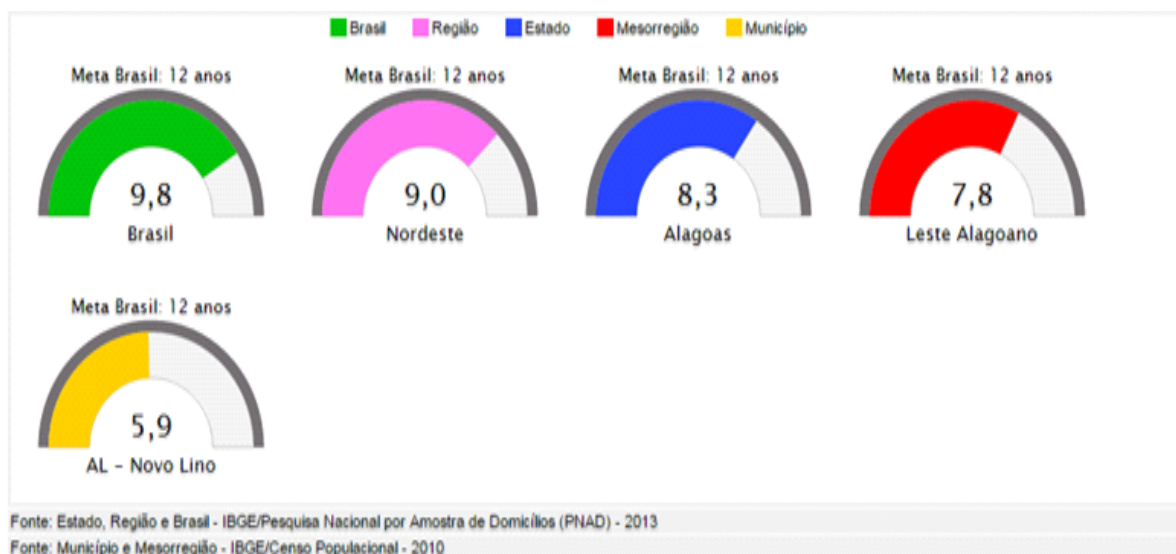 Brasil Região Estado Mesorregião Município
Meta Brasil: 12 anos Meta Brasil: 12 anos Meta Brasil: 12 anos Meta Brasil: 12 anos
9,8 9,0 8,3 7,8
Brasil Nordeste Alagoas Leste Alagoano
Meta Brasil: 12 anos
5,9
AL - Novo Lino
Fonte: Estado, Região e Brasil - IBGE/Pesquisa Nacional por Amostra de Domicílios (PNAD) - 2013
Fonte: Município e Mesorregião - IBGE/Censo Populacional - 2010